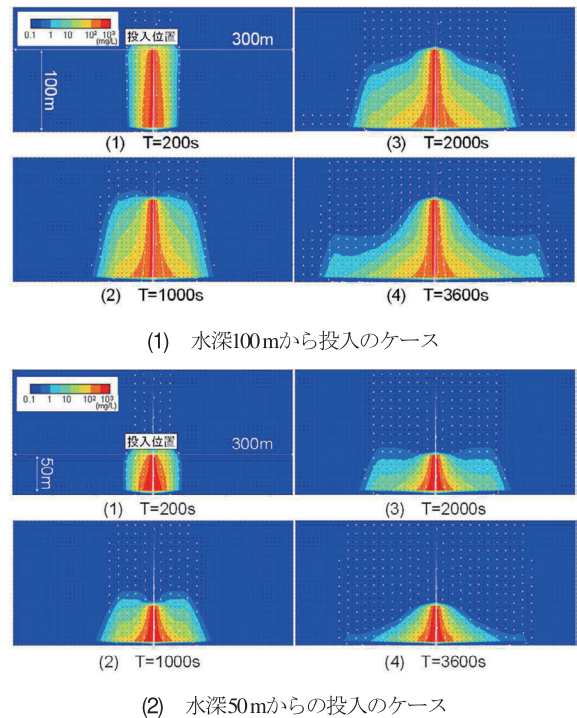 0.1 1 10 10² 10³
(mg/L)
投入位置
300m
100m
(1) T=200s
(3) T=2000s
(2) T=1000s
(4) T=3600s
(1) 水深100mから投入のケース
0.1 1 10 10² 10³
(mg/L)
投入位置
300m
50m
(1) T=200s
(3) T=2000s
(2) T=1000s
(4) T=3600s
(2) 水深50mからの投入のケース